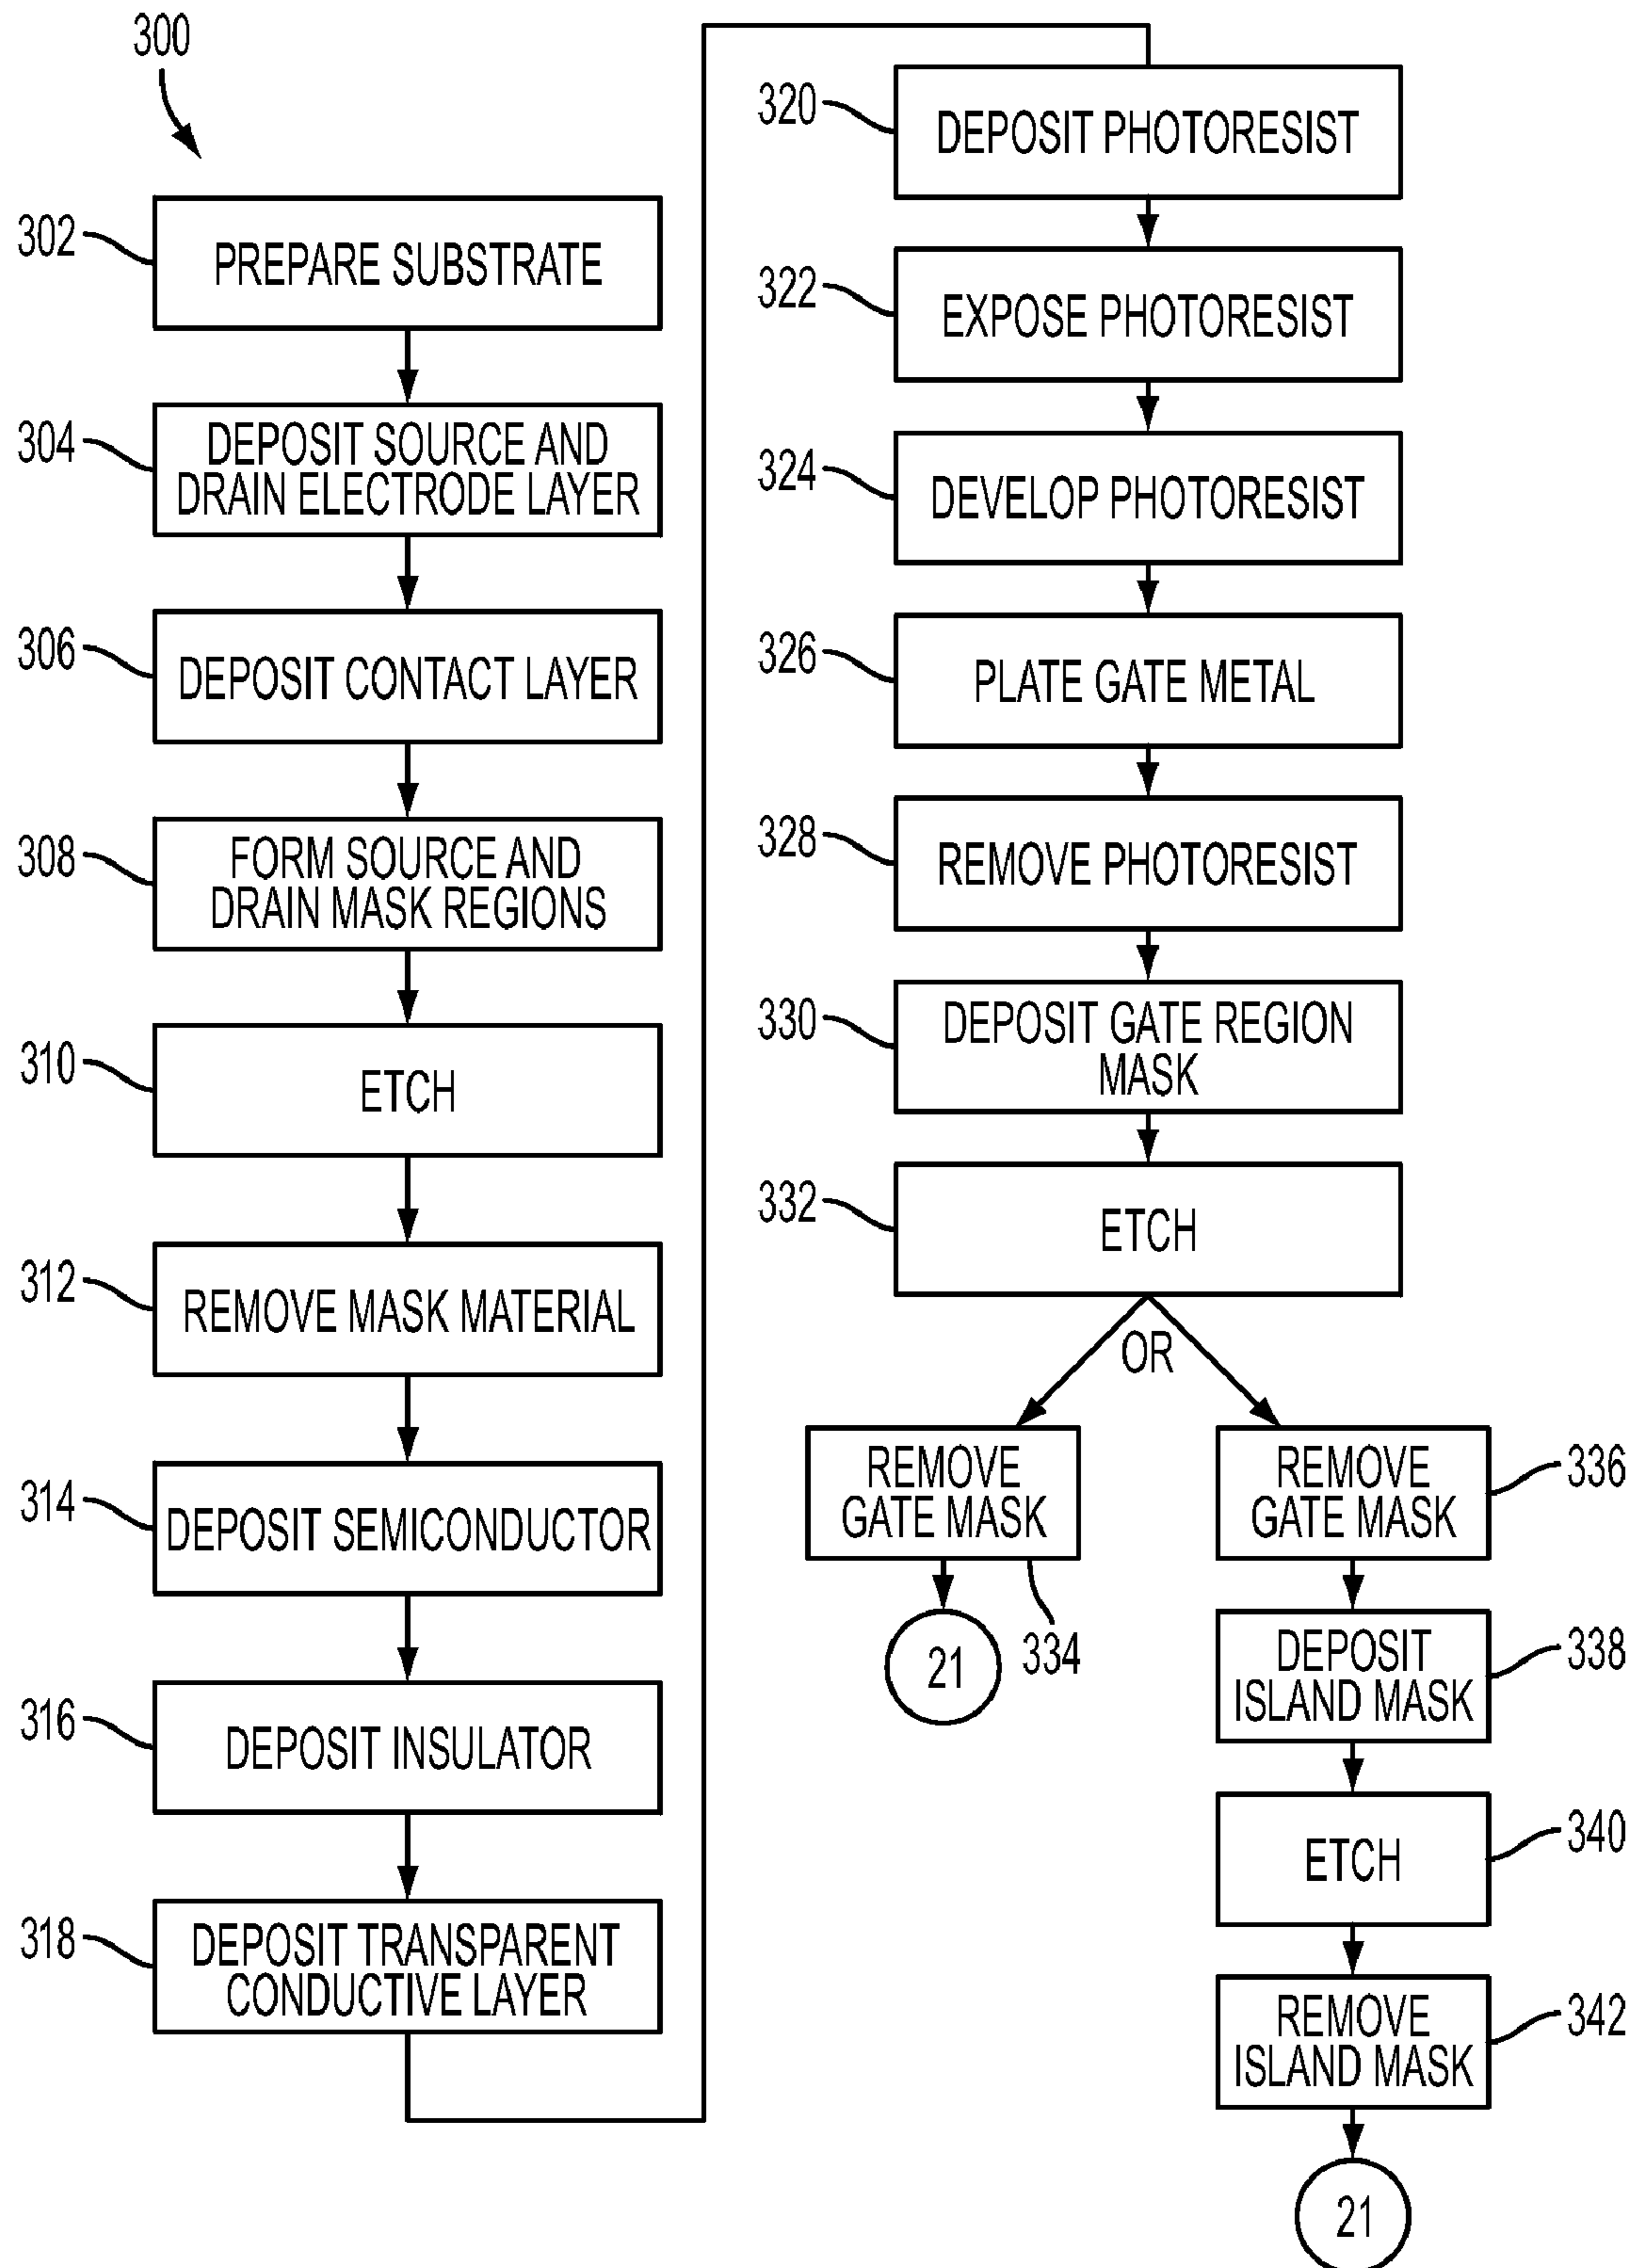 300
302
PREPARE SUBSTRATE
304
DEPOSIT SOURCE AND
DRAIN ELECTRODE LAYER
306
DEPOSIT CONTACT LAYER
308
FORM SOURCE AND
DRAIN MASK REGIONS
310
ETCH
312
REMOVE MASK MATERIAL
314
DEPOSIT SEMICONDUCTOR
316
DEPOSIT INSULATOR
318
DEPOSIT TRANSPARENT
CONDUCTIVE LAYER
320
DEPOSIT PHOTORESIST
322
EXPOSE PHOTORESIST
324
DEVELOP PHOTORESIST
326
PLATE GATE METAL
328
REMOVE PHOTORESIST
330
DEPOSIT GATE REGION
MASK
332
ETCH
OR
REMOVE
GATE MASK
334
21
REMOVE
GATE MASK
336
DEPOSIT
ISLAND MASK
338
ETCH
340
REMOVE
ISLAND MASK
342
21